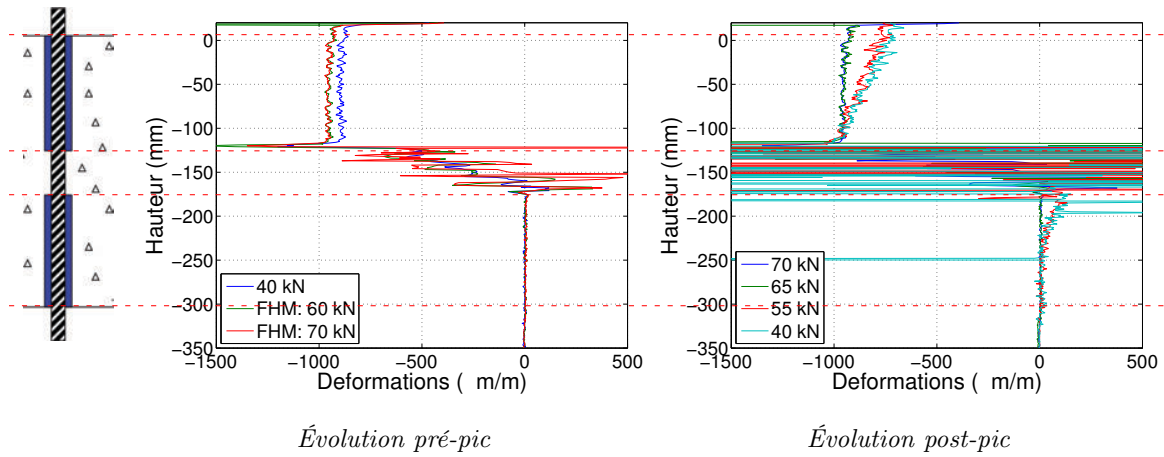 0
−50
−100
−150
−200
−250
−300
−350
Hauteur (mm)
−1500
−1000
−500
0
500
Deformations ( m/m)
40 kN
FHM: 60 kN
FHM: 70 kN
Évolution pré-pic
0
−50
−100
−150
−200
−250
−300
−350
Hauteur (mm)
−1500
−1000
−500
0
500
Deformations ( m/m)
70 kN
65 kN
55 kN
40 kN
Évolution post-pic